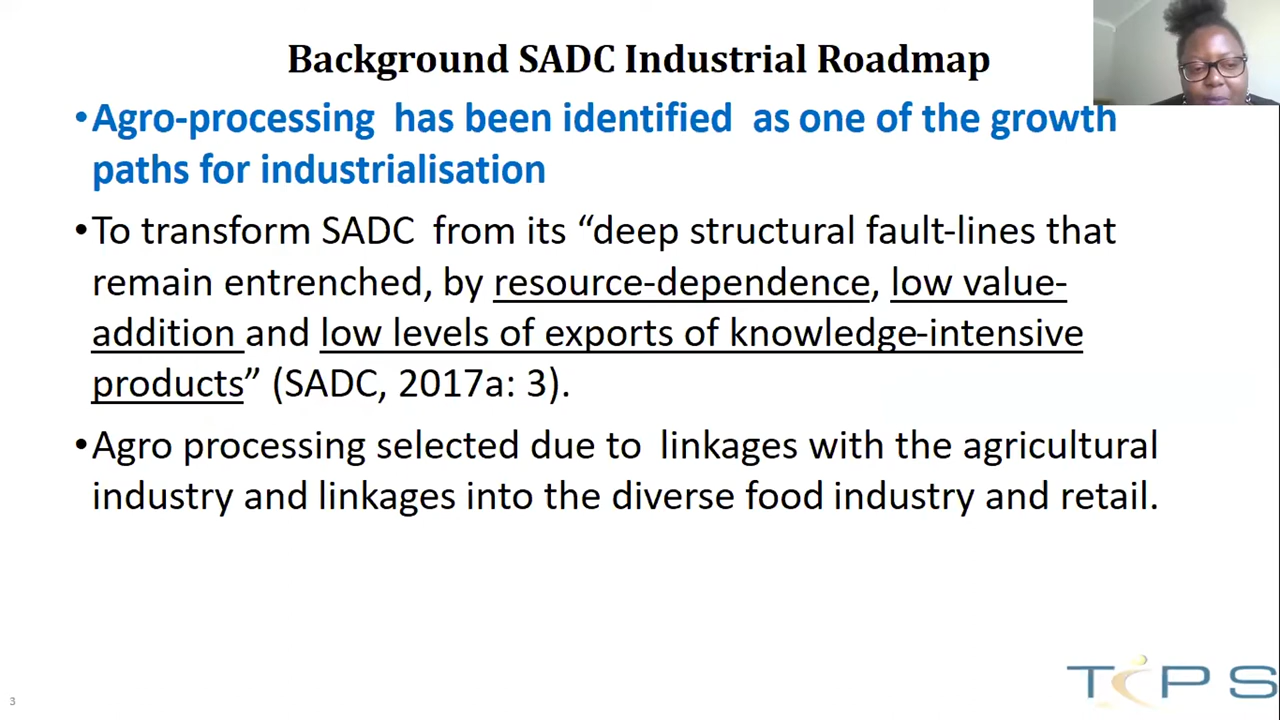 Background SADC Industrial Roadmap
•Agro-processing has been identified as one of the growth
paths for industrialisation
•To transform SADC from its “deep structural fault-lines that
remain entrenched, by resource-dependence, low value-
addition and low levels of exports of knowledge-intensive
products” (SADC, 2017a: 3).
•Agro processing selected due to linkages with the agricultural
industry and linkages into the diverse food industry and retail.
3
TIPS